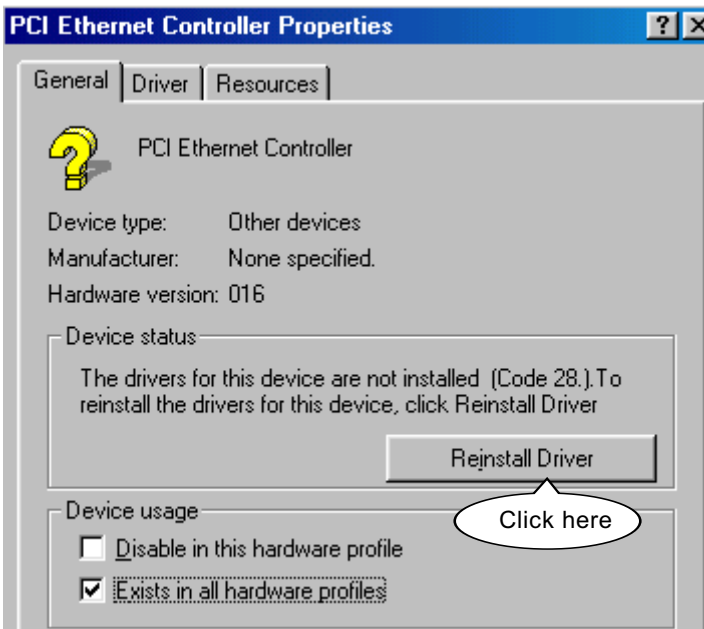 PCI Ethernet Controller Properties
General Driver Resources
PCI Ethernet Controller
Device type: Other devices
Manufacturer: None specified.
Hardware version: 016
Device status
The drivers for this device are not installed (Code 28.).To
reinstall the drivers for this device, click Reinstall Driver
Reinstall Driver
Click here
Device usage
Disable in this hardware profile
Exists in all hardware profiles